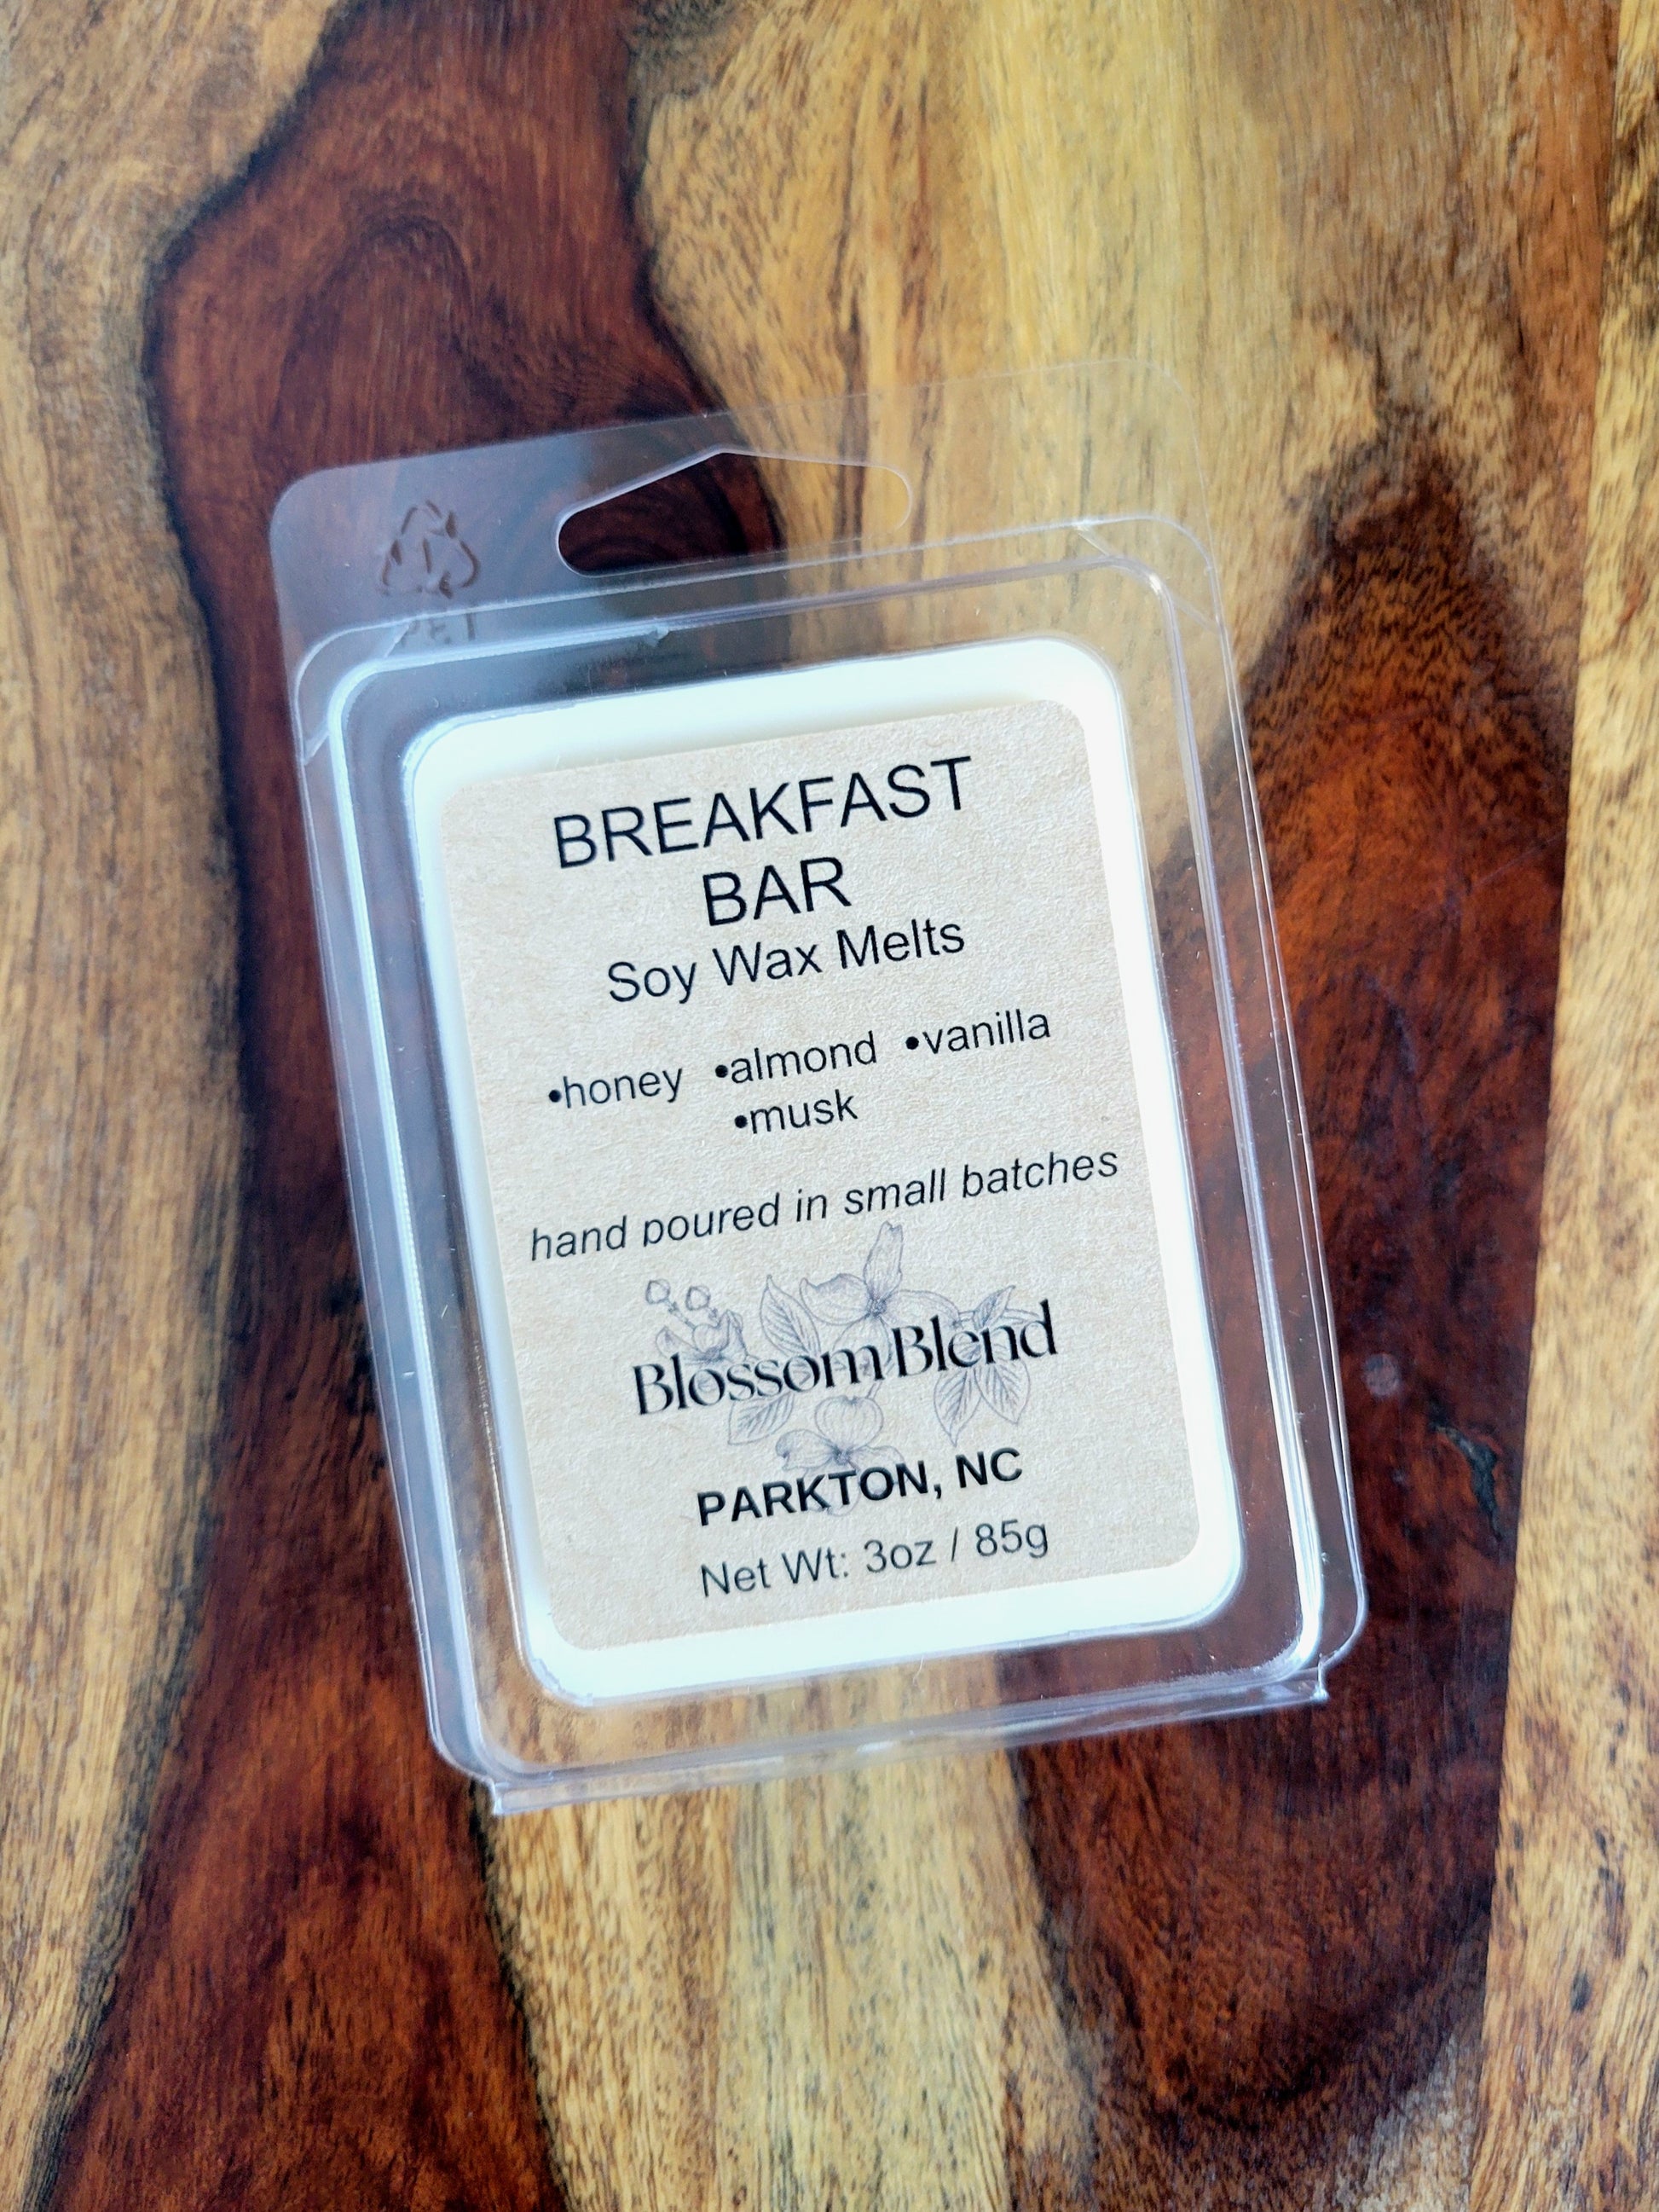 BREAKFAST
BAR
Soy Wax Melts
•honey •almond •vanilla
•musk
hand poured in small batches
Blossom Blend
PARKTON, NC
Net Wt: 3oz / 85g